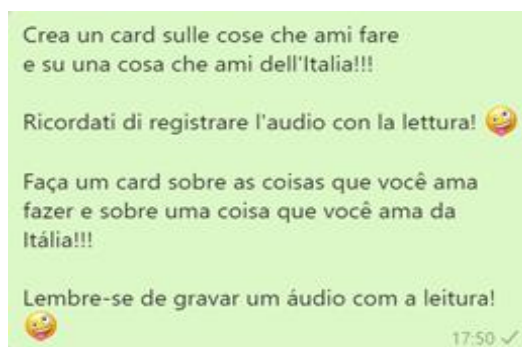 Crea un card sulle cose che ami fare
e su una cosa che ami dell'Italia!!!
Ricordati di registrare l'audio con la lettura! 🤪
Faça um card sobre as coisas que você ama
fazer e sobre uma coisa que você ama da
Itália!!!
Lembre-se de gravar um áudio com a leitura!
🤪
17:50 ✓